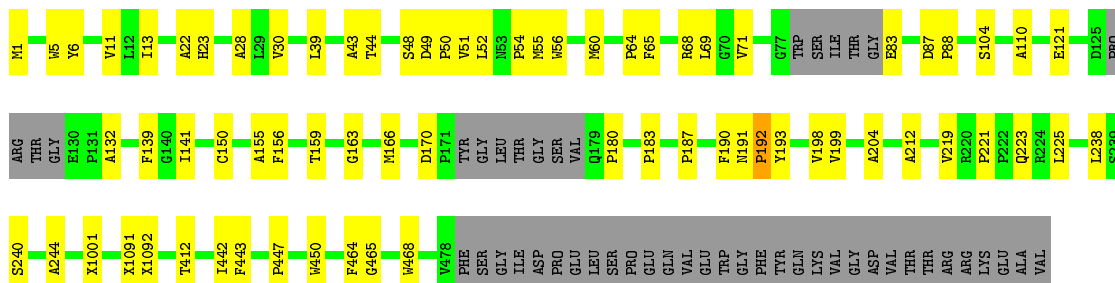 M1 W5 Y6 V11 L12 I13 A22 H23 A28 L29 V30 L39 A43 T44 S48 D49 P50 V51 L52 N53 P54 M55 W56 M60 P64 F65 R68 L69 G70 V71 G77 TRP SER ILE THR GLY E83 D87 P88 S104 A110 E121 D125 PRO
ARG THR GLY E130 P131 A132 F139 G140 I141 C150 A155 F156 T159 G163 M166 D170 P171 TYR GLY LEU THR GLY SER VAL Q179 P180 P183 P187 F190 N191 P192 Y193 V198 V199 A204 A212 V219 R220 P221 P222 Q223 R224 L225 L238 S239
S240 A244 X1001 X1091 X1092 T412 I442 F443 P447 W450 F464 G465 W468 V478 PHE SER GLY ILE ASP PRO GLU LEU SER PRO GLU GLN VAL GLU TRP GLY PHE TYR GLN LYS VAL GLY ASP VAL THR THR ARG ARG LYS GLU ALA VAL